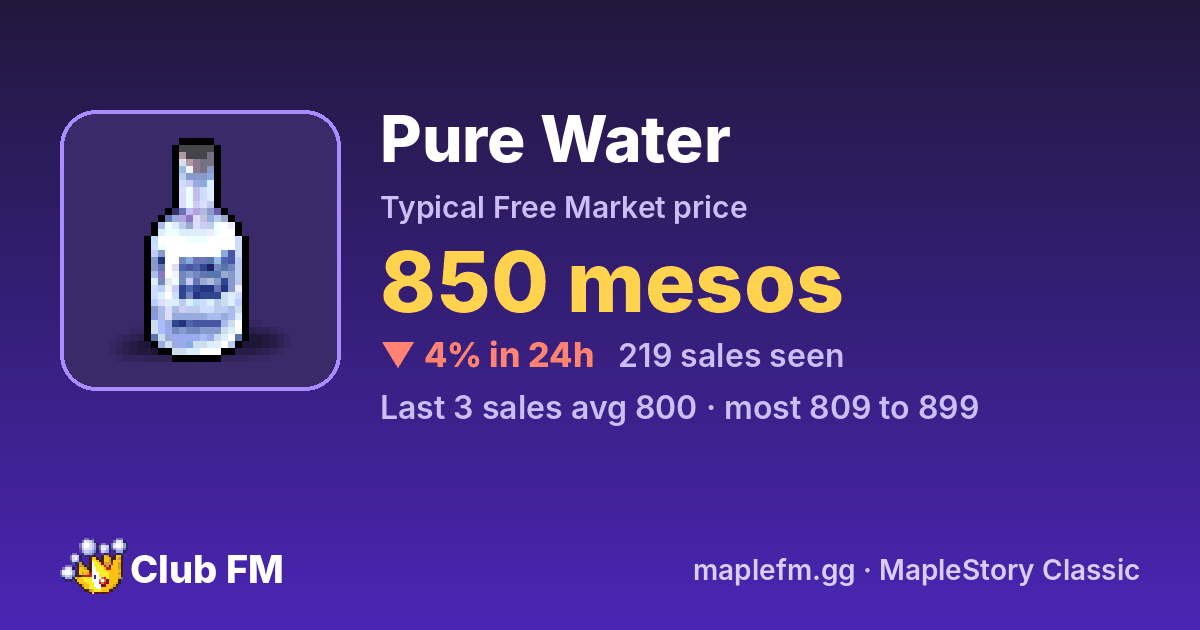 Pure Water
Typical Free Market price
850 mesos
▼ 4% in 24h 219 sales seen
Last 3 sales avg 800 · most 809 to 899
Club FM
maplefm.gg · MapleStory Classic